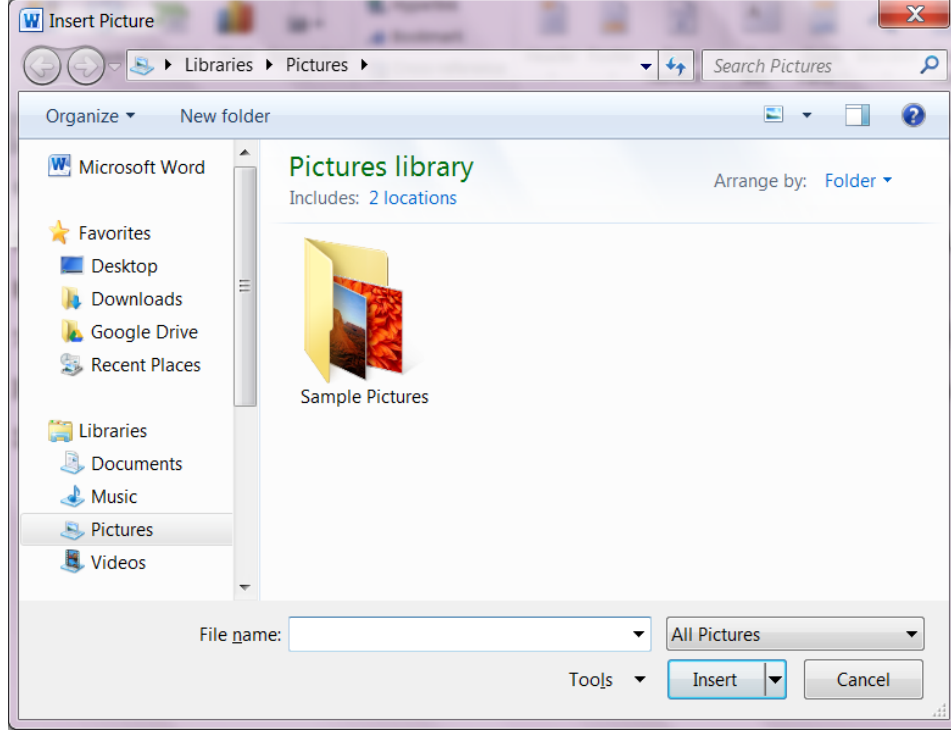 Insert Picture
Libraries Pictures
Search Pictures
Organize New folder
Microsoft Word
Favorites
Desktop
Downloads
Google Drive
Recent Places
Libraries
Documents
Music
Pictures
Videos
Pictures library
Includes: 2 locations
Arrange by: Folder
Sample Pictures
File name:
All Pictures
Tools
Insert
Cancel